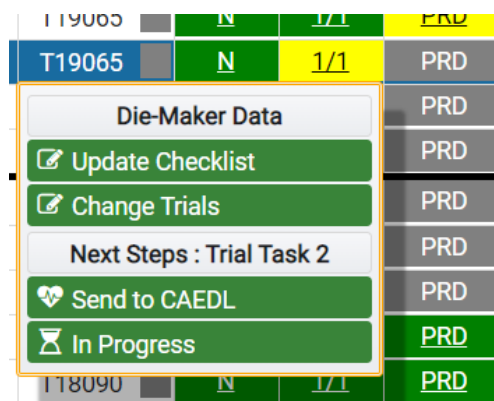 T19065 N 1/1 PRD
T19065 N 1/1 PRD
Die-Maker Data PRD
Update Checklist PRD
Change Trials PRD
Next Steps : Trial Task 2 PRD
Send to CAEDL PRD
In Progress PRD
T18090 N 1/1 PRD